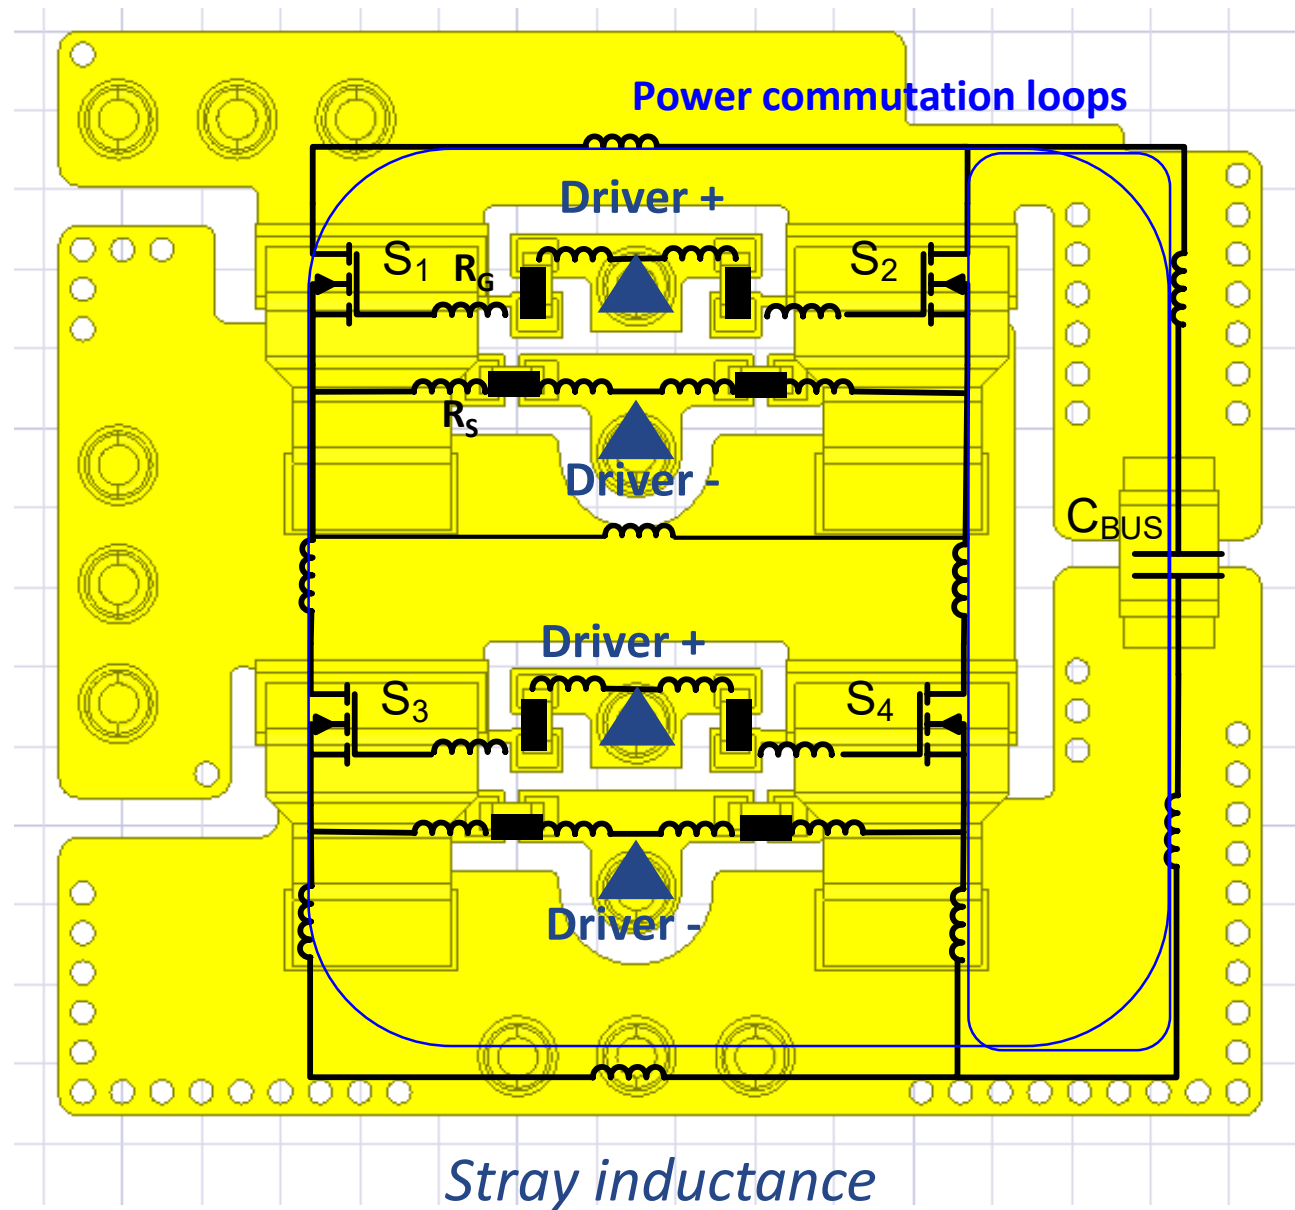 Power commutation loops
Driver +
S1
RG
S2
RS
Driver -
CBUS
Driver +
S3
S4
Driver -
Stray inductance